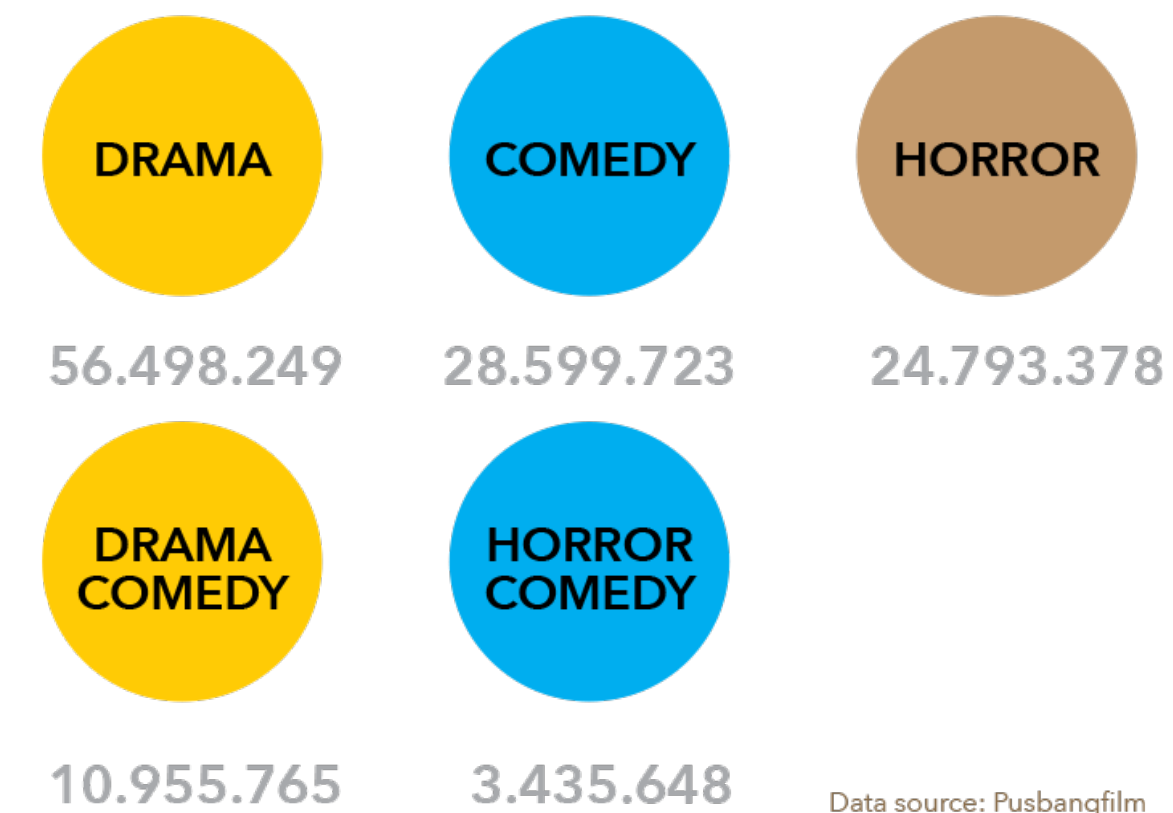 DRAMA
COMEDY
HORROR
56.498.249
28.599.723
24.793.378
DRAMA
COMEDY
HORROR
COMEDY
10.955.765
3.435.648
Data source: Pusbangfilm